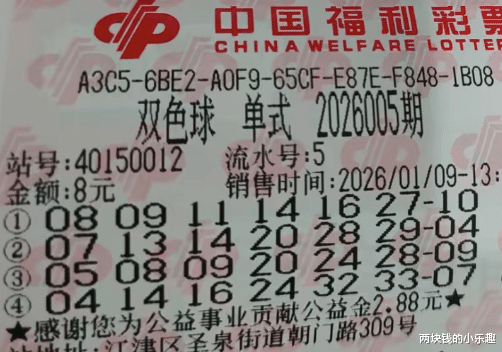 中国福利彩票
CHINA WELFARE LOTTE
A3C5-6BE2-A0F9-65CF-E87E-F848-1B08
双色球 单式 2026005期
站号:40150012 流水号:5
金额:8元 销售时间:2026/01/09-13:
① 08 09 11 14 16 27-10
② 07 13 14 20 28 29-04
③ 05 08 09 20 24 28-09
④ 04 14 16 24 32 33-07
★感谢您为公益事业贡献公益金2.88元★
站地址:江津区圣泉街道朝门路309号
两块钱的小乐趣